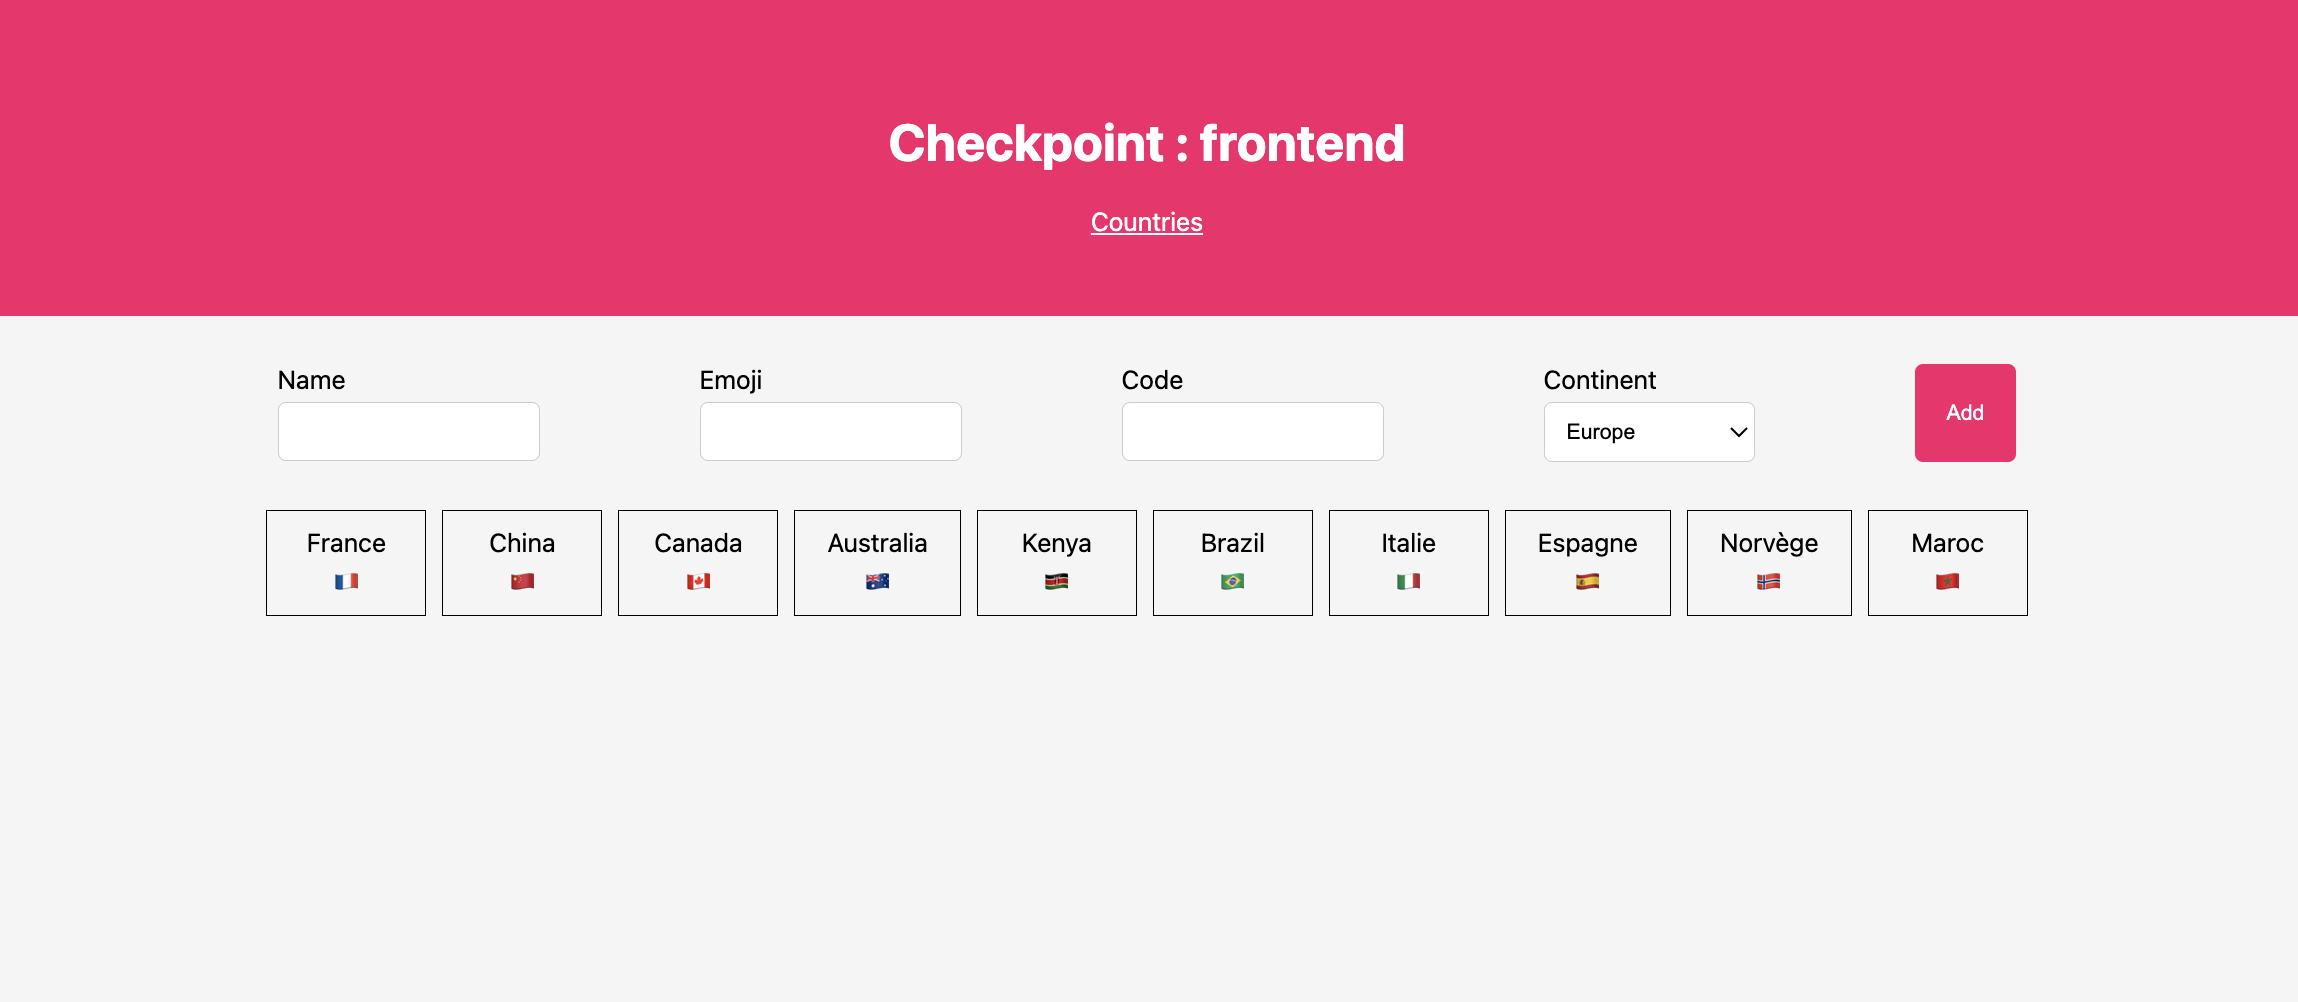 Checkpoint : frontend
Countries
Name Emoji Code Continent
Europe Add
France China Canada Australia Kenya Brazil Italie Espagne Norvège Maroc